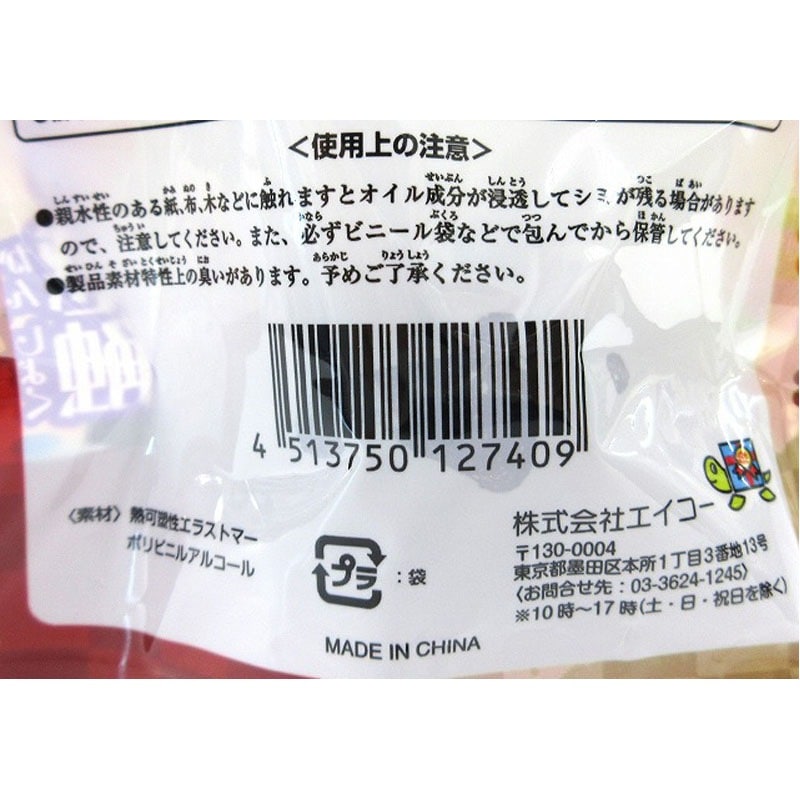 <使用上の注意>
●親水性のある紙、布、木などに触れますとオイル成分が浸透してシミが残る場合があります
ので、注意してください。また、必ずビニール袋などで包んでから保管してください。
●製品素材特性上の臭いがあります。予めご了承ください。
4 513750 127409
〈素材〉熱可塑性エラストマー
ポリビニルアルコール
プラ :袋
株式会社エイコー
〒130-0004
東京都墨田区本所1丁目3番地13号
〈お問合せ先:03-3624-1245〉
※10時〜17時(土・日・祝日を除く)
MADE IN CHINA